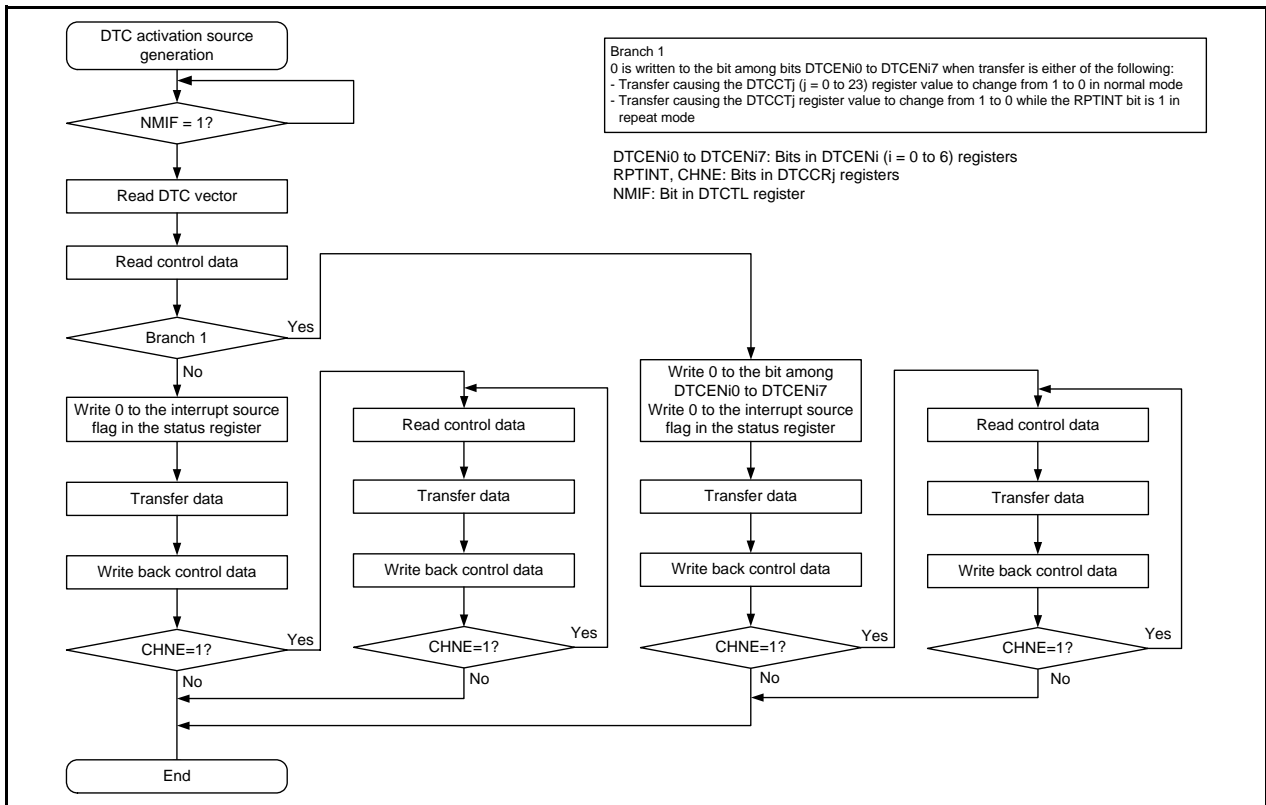 DTC activation source
generation
NMIF = 1?
Read DTC vector
Read control data
Branch 1
Yes
No
Write 0 to the interrupt source
flag in the status register
Transfer data
Write back control data
CHNE=1?
Yes
No
End
Read control data
Transfer data
Write back control data
CHNE=1?
Yes
No
Write 0 to the bit among
DTCENi0 to DTCENi7
Write 0 to the interrupt source
flag in the status register
Transfer data
Write back control data
CHNE=1?
Yes
No
Read control data
Transfer data
Write back control data
CHNE=1?
Yes
No
Branch 1
0 is written to the bit among bits DTCENi0 to DTCENi7 when transfer is either of the following:
- Transfer causing the DTCCTj (j = 0 to 23) register value to change from 1 to 0 in normal mode
- Transfer causing the DTCCTj register value to change from 1 to 0 while the RPTINT bit is 1 in
repeat mode
DTCENi0 to DTCENi7: Bits in DTCENi (i = 0 to 6) registers
RPTINT, CHNE: Bits in DTCCRj registers
NMIF: Bit in DTCTL register